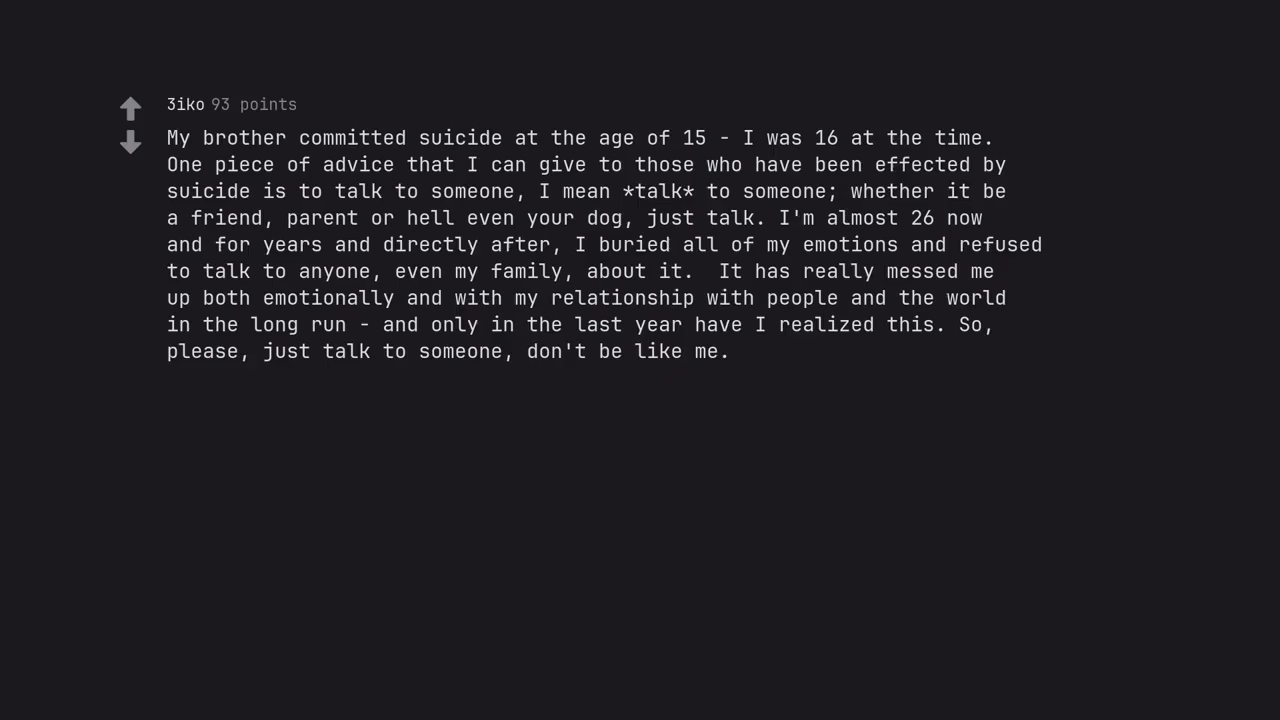 3iko 93 points
My brother committed suicide at the age of 15 - I was 16 at the time.
One piece of advice that I can give to those who have been effected by
suicide is to talk to someone, I mean *talk* to someone; whether it be
a friend, parent or hell even your dog, just talk. I'm almost 26 now
and for years and directly after, I buried all of my emotions and refused
to talk to anyone, even my family, about it.  It has really messed me
up both emotionally and with my relationship with people and the world
in the long run - and only in the last year have I realized this. So,
please, just talk to someone, don't be like me.